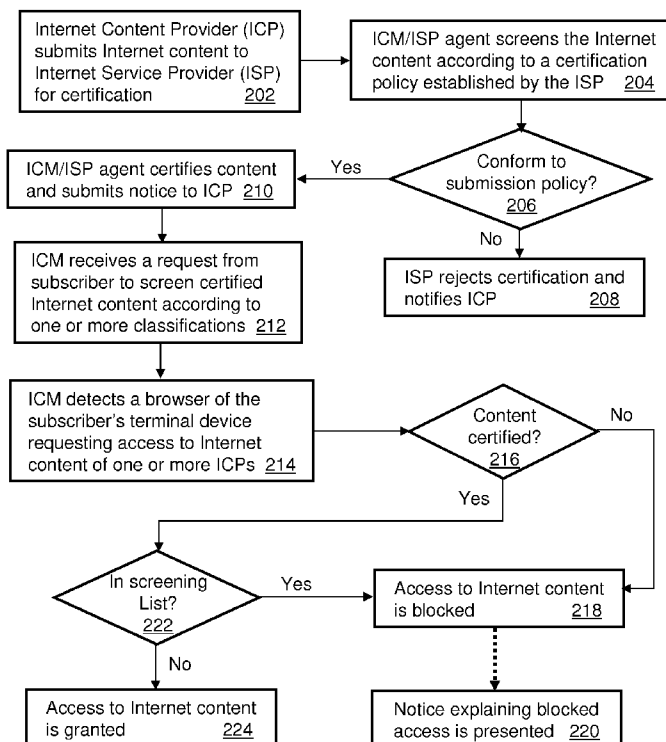 Internet Content Provider (ICP)
submits Internet content to
Internet Service Provider (ISP)
for certification 202
ICM/ISP agent screens the Internet
content according to a certification
policy established by the ISP 204
Conform to
submission policy?
206
Yes
No
ICM/ISP agent certifies content
and submits notice to ICP 210
ISP rejects certification and
notifies ICP 208
ICM receives a request from
subscriber to screen certified
Internet content according to
one or more classifications 212
ICM detects a browser of the
subscriber's terminal device
requesting access to Internet
content of one or more ICPs 214
Content
certified?
216
No
Yes
In screening
List?
222
Yes
No
Access to Internet content
is blocked 218
Access to Internet content
is granted 224
Notice explaining blocked
access is presented 220